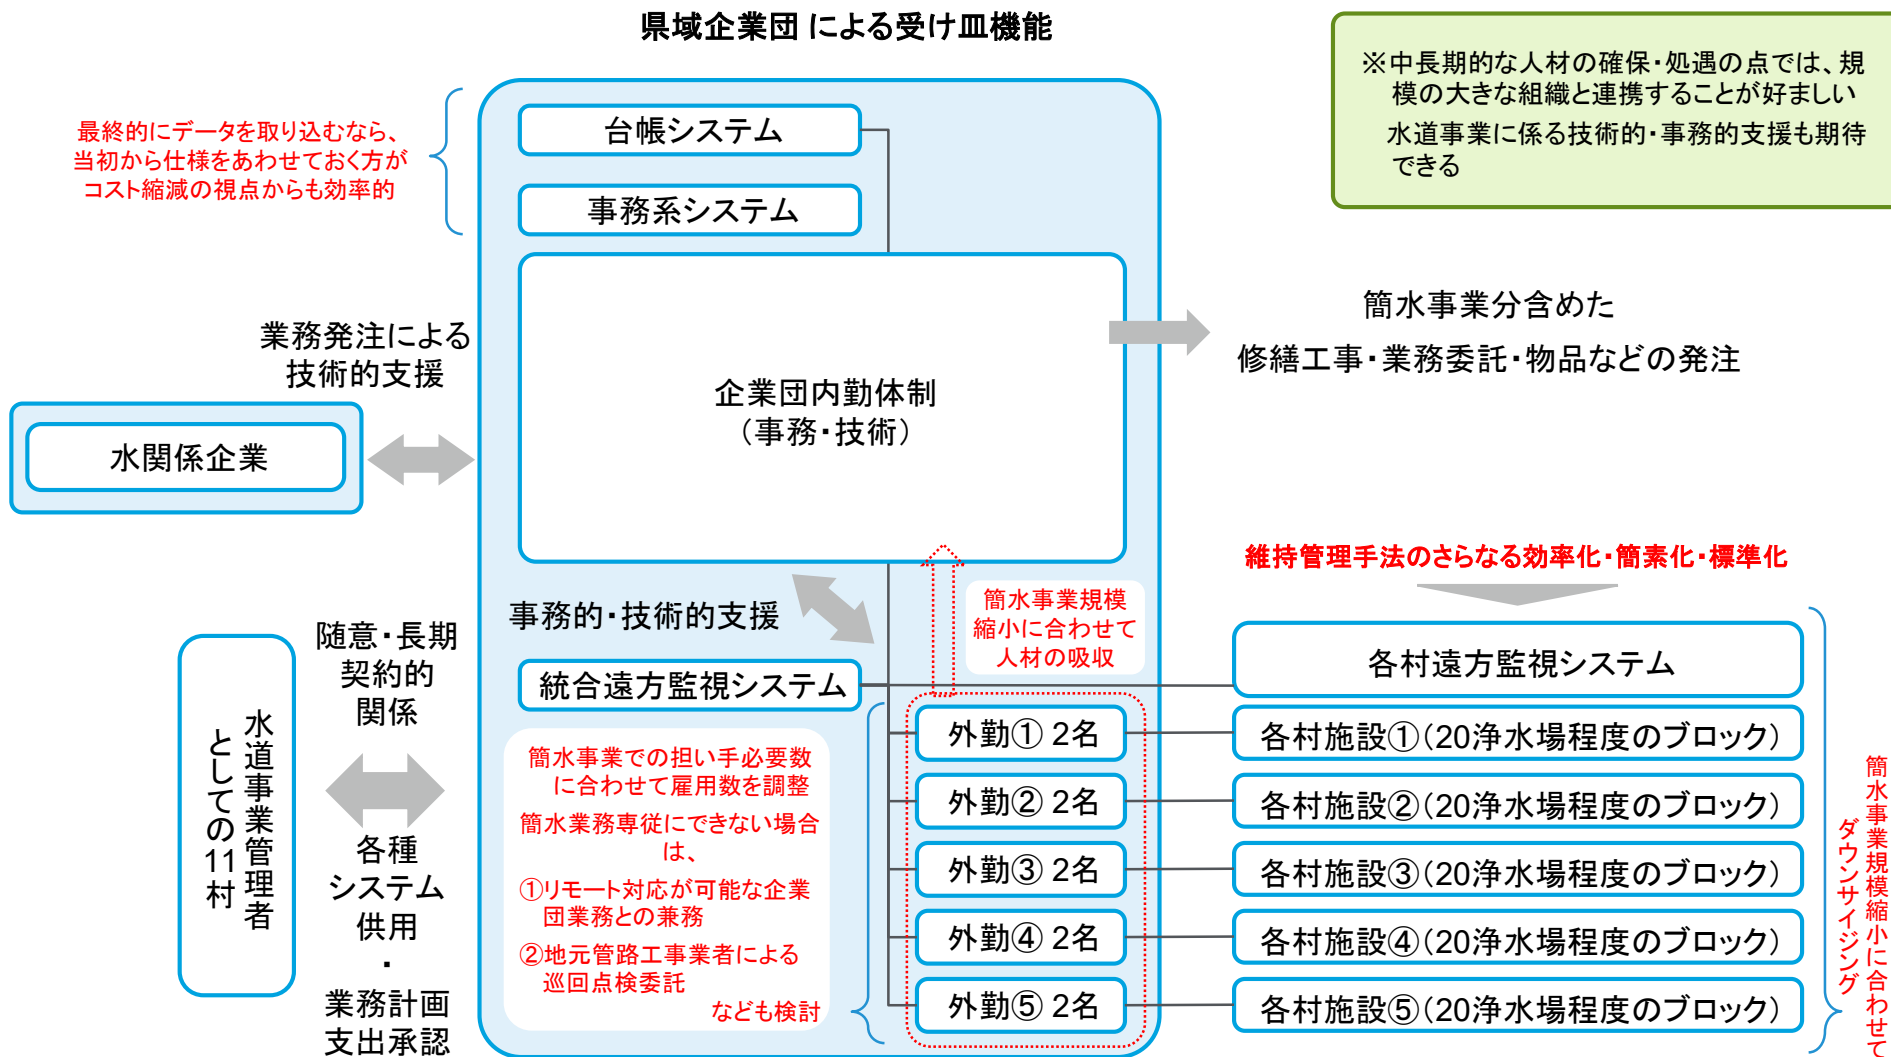 県域企業団 による受け皿機能
※中長期的な人材の確保・処遇の点では、規
模の大きな組織と連携することが好ましい
水道事業に係る技術的・事務的支援も期待
できる
最終的にデータを取り込むなら、
当初から仕様をあわせておく方が
コスト縮減の視点からも効率的
台帳システム
事務系システム
企業団内勤体制
（事務・技術）
簡水事業分含めた
修繕工事・業務委託・物品などの発注
業務発注による
技術的支援
水関係企業
維持管理手法のさらなる効率化・簡素化・標準化
事務的・技術的支援
簡水事業規模
縮小に合わせて
人材の吸収
統合遠方監視システム
各村遠方監視システム
水道事業管理者
としての11村
随意・長期
契約的
関係
各種
システム
供用
・
業務計画
支出承認
簡水事業での担い手必要数
に合わせて雇用数を調整
簡水業務専従にできない場合
は、
①リモート対応が可能な企業
団業務との兼務
②地元管路工事業者による
巡回点検委託
なども検討
外勤① 2名
各村施設①（20浄水場程度のブロック）
外勤② 2名
各村施設②（20浄水場程度のブロック）
外勤③ 2名
各村施設③（20浄水場程度のブロック）
外勤④ 2名
各村施設④（20浄水場程度のブロック）
外勤⑤ 2名
各村施設⑤（20浄水場程度のブロック）
簡水事業規模縮小に合わせて
ダウンサイジング